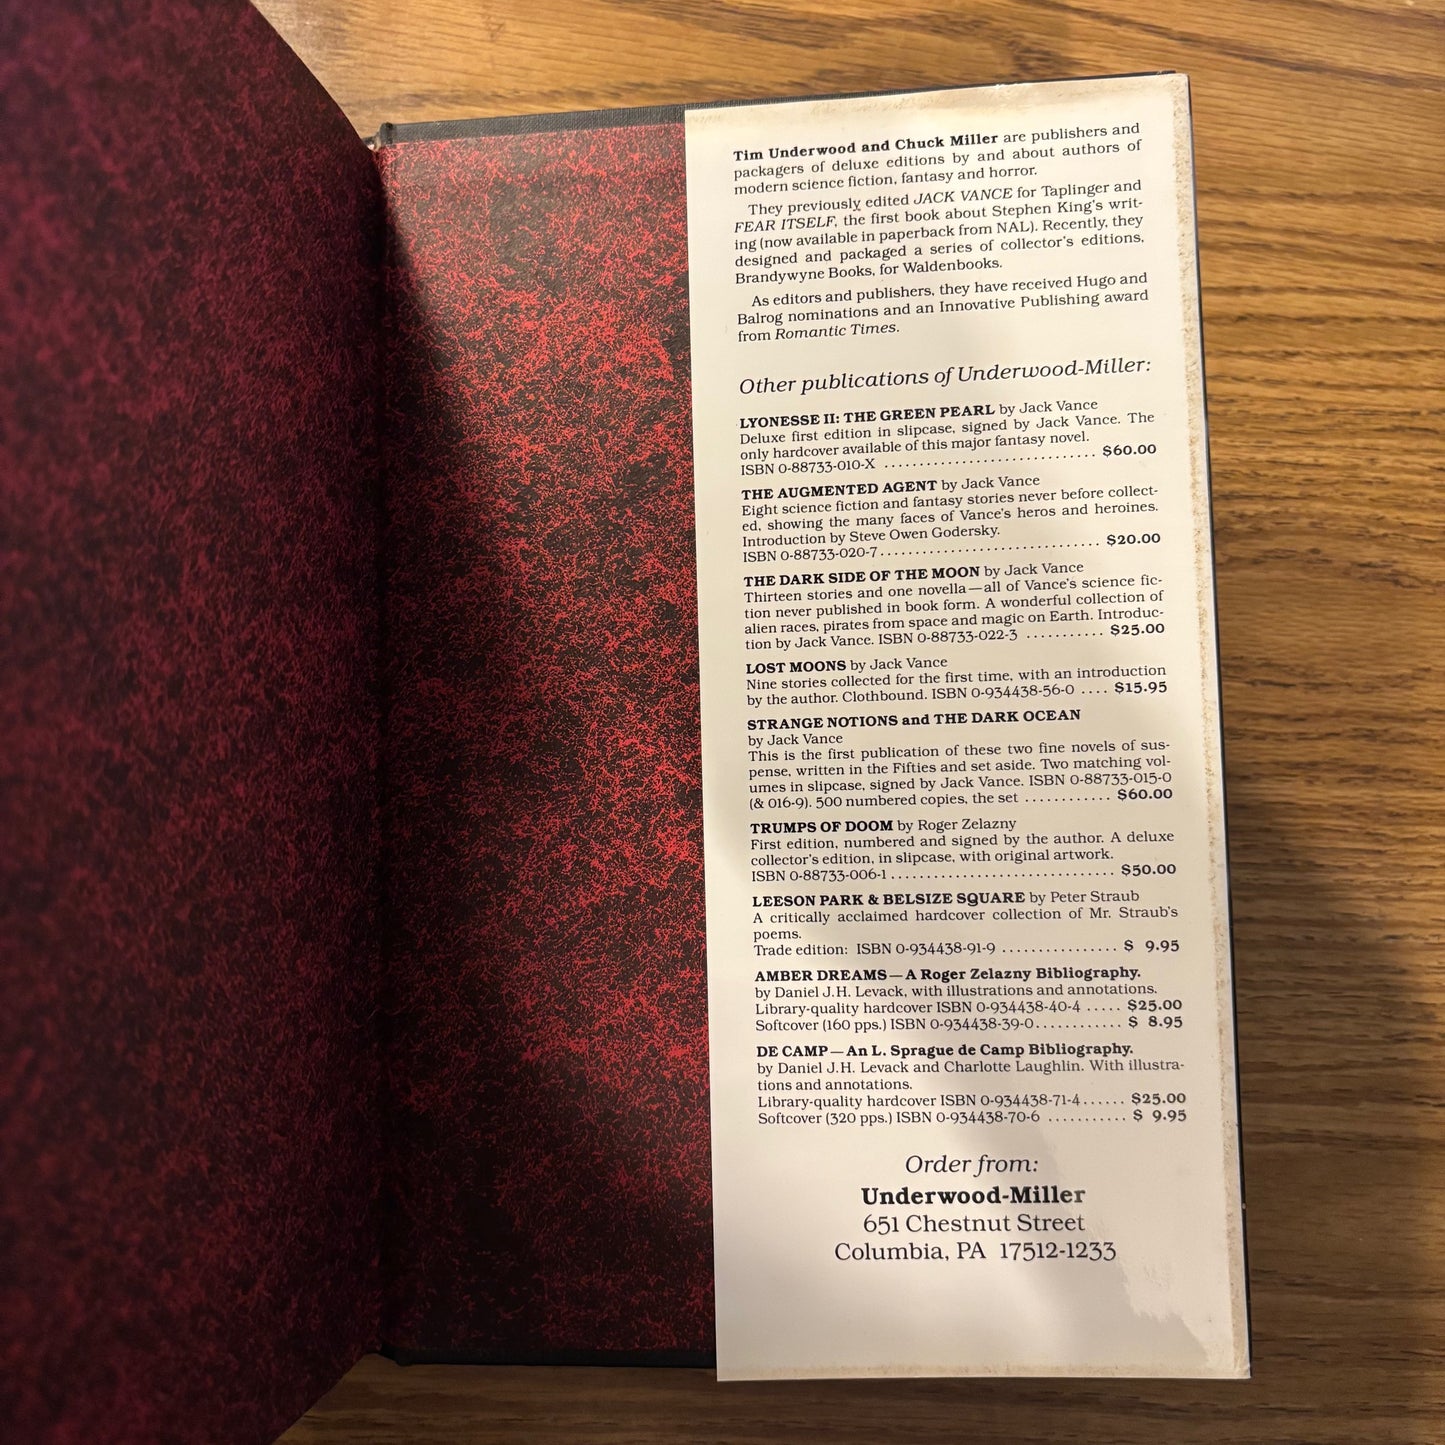 Tim Underwood and Chuck Miller are publishers and
packagers of deluxe editions by and about authors of
modern science fiction, fantasy and horror.
They previously edited JACK VANCE for Taplinger and
FEAR ITSELF, the first book about Stephen King's writ-
ing (now available in paperback from NAL). Recently, they
designed and packaged a series of collector's editions,
Brandywyne Books, for Waldenbooks.
As editors and publishers, they have received Hugo and
Balrog nominations and an Innovative Publishing award
from Romantic Times.
Other publications of Underwood-Miller:
LYONESSE II: THE GREEN PEARL by Jack Vance
Deluxe first edition in slipcase, signed by Jack Vance. The
only hardcover available of this major fantasy novel.
ISBN 0-88733-010-X .............................. $60.00
THE AUGMENTED AGENT by Jack Vance
Eight science fiction and fantasy stories never before collect-
ed, showing the many faces of Vance's heros and heroines.
Introduction by Steve Owen Godersky.
ISBN 0-88733-020-7 ............................... $20.00
THE DARK SIDE OF THE MOON by Jack Vance
Thirteen stories and one novella—all of Vance's science fic-
tion never published in book form. A wonderful collection of
alien races, pirates from space and magic on Earth. Introduc-
tion by Jack Vance. ISBN 0-88733-022-3 ........... $25.00
LOST MOONS by Jack Vance
Nine stories collected for the first time, with an introduction
by the author. Clothbound. ISBN 0-934438-56-0 .... $15.95
STRANGE NOTIONS and THE DARK OCEAN
by Jack Vance
This is the first publication of these two fine novels of sus-
pense, written in the Fifties and set aside. Two matching vol-
umes in slipcase, signed by Jack Vance. ISBN 0-88733-015-0
(& 016-9). 500 numbered copies, the set ............ $60.00
TRUMPS OF DOOM by Roger Zelazny
First edition, numbered and signed by the author. A deluxe
collector's edition, in slipcase, with original artwork.
ISBN 0-88733-006-1 ............................... $50.00
LEESON PARK & BELSIZE SQUARE by Peter Straub
A critically acclaimed hardcover collection of Mr. Straub's
poems.
Trade edition: ISBN 0-934438-91-9 ................ $ 9.95
AMBER DREAMS—A Roger Zelazny Bibliography.
by Daniel J.H. Levack, with illustrations and annotations.
Library-quality hardcover ISBN 0-934438-40-4 ..... $25.00
Softcover (160 pps.) ISBN 0-934438-39-0 ............ $ 8.95
DE CAMP—An L. Sprague de Camp Bibliography.
by Daniel J.H. Levack and Charlotte Laughlin. With illustra-
tions and annotations.
Library-quality hardcover ISBN 0-934438-71-4 ...... $25.00
Softcover (320 pps.) ISBN 0-934438-70-6 ........... $ 9.95
Order from:
Underwood-Miller
651 Chestnut Street
Columbia, PA 17512-1233